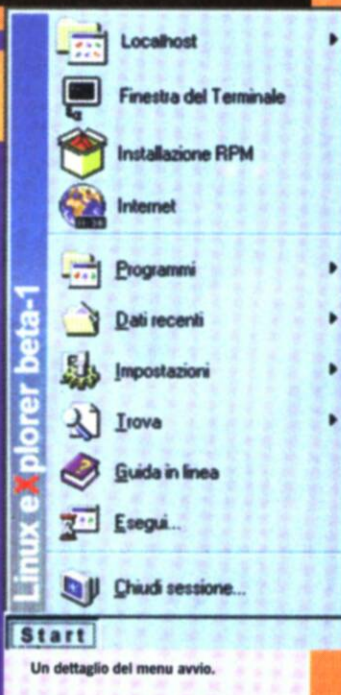 Localhost
Finestra del Terminale
Installazione RPM
Internet
Programmi
Dati recenti
Impostazioni
Trova
Guida in linea
Esegui...
Chiudi sessione...
Linux eXplorer beta-1
Start
Un dettaglio del menu avvio.